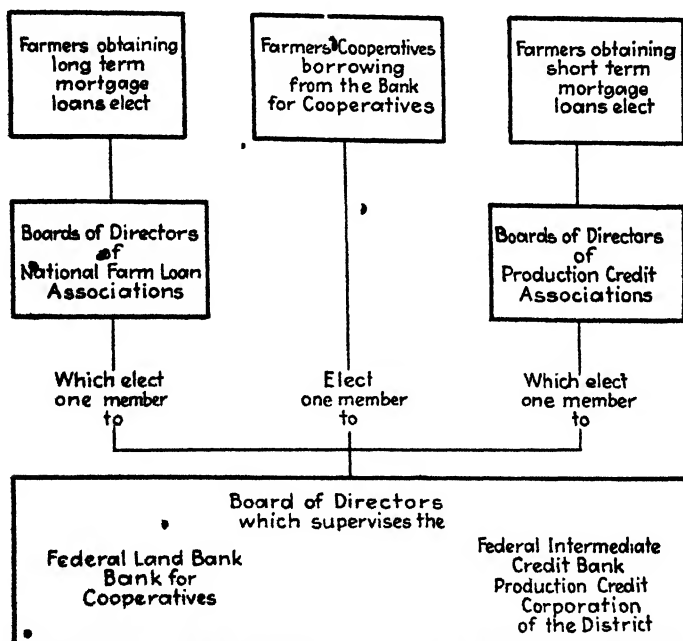 Farmers obtaining
long term
mortgage
loans elect
Farmers' Cooperatives
borrowing
from the Bank
for Cooperatives
Farmers obtaining
short term
mortgage
loans elect
Boards of Directors
of
National Farm Loan
Associations
Boards of Directors
of
Production Credit
Associations
Which elect
one member
to
Elect
one member
to
Which elect
one member
to
Board of Directors
which supervises the
Federal Land Bank
Bank for
Cooperatives
Federal Intermediate
Credit Bank
Production Credit
Corporation
of the District